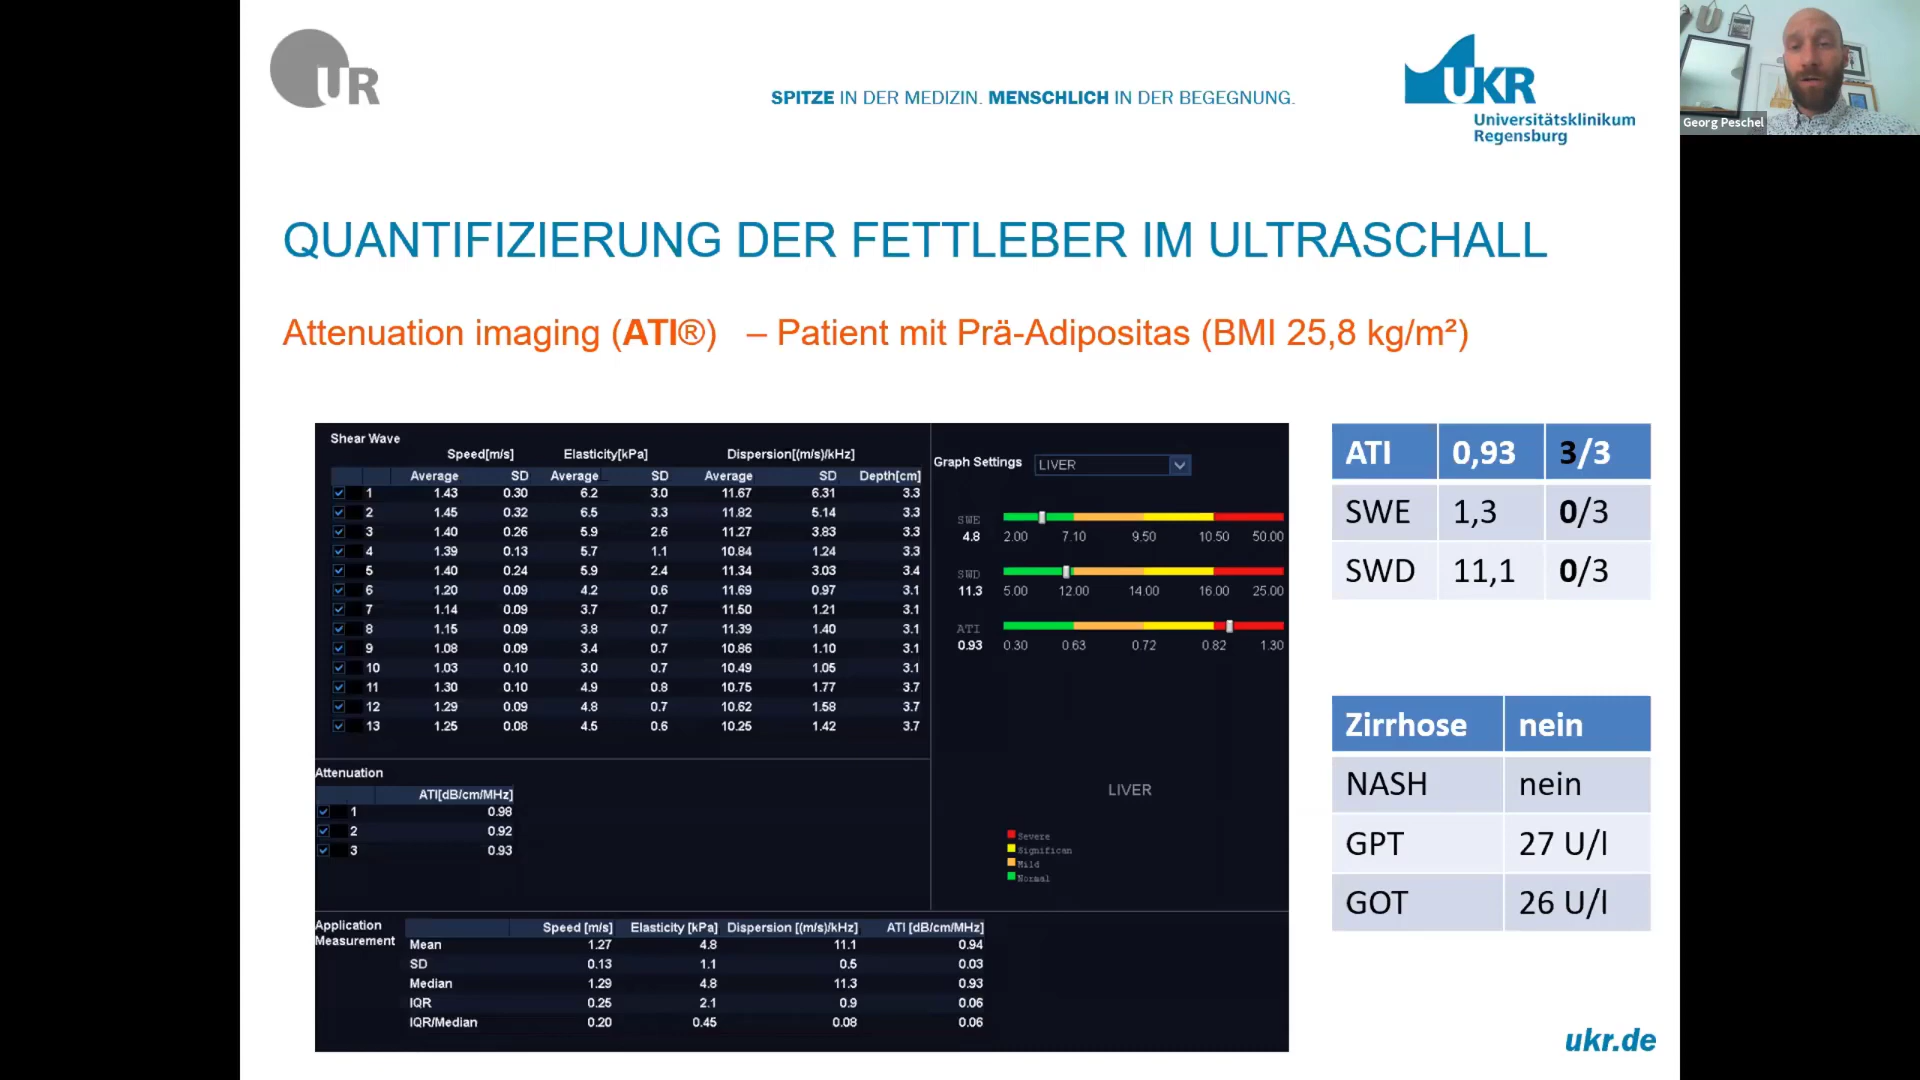 UR
SPITZE IN DER MEDIZIN. MENSCHLICH IN DER BEGEGNUNG.
UKR
Universitätsklinikum
Regensburg
Georg Peschel
QUANTIFIZIERUNG DER FETTLEBER IM ULTRASCHALL
Attenuation imaging (ATI®) – Patient mit Prä-Adipositas (BMI 25,8 kg/m²)
Shear Wave
Speed[m/s] Elasticity[kPa] Dispersion[(m/s)/kHz]
Average SD Average SD Average SD Depth[cm]
1 1.43 0.30 6.2 3.0 11.67 6.31 3.3
2 1.45 0.32 6.5 3.3 11.82 5.14 3.3
3 1.40 0.26 5.9 2.6 11.27 3.83 3.3
4 1.39 0.13 5.7 1.1 10.84 1.24 3.3
5 1.40 0.24 5.9 2.4 11.34 3.03 3.4
6 1.20 0.09 4.2 0.6 11.69 0.97 3.1
7 1.14 0.09 3.7 0.7 11.50 1.21 3.1
8 1.15 0.09 3.8 0.7 11.39 1.40 3.1
9 1.08 0.09 3.4 0.7 10.86 1.10 3.1
10 1.03 0.10 3.0 0.7 10.49 1.05 3.1
11 1.30 0.10 4.9 0.8 10.75 1.77 3.7
12 1.29 0.09 4.8 0.7 10.62 1.58 3.7
13 1.25 0.08 4.5 0.6 10.25 1.42 3.7
Graph Settings LIVER
SWE
4.8 2.00 7.10 9.50 10.50 50.00
SWD
11.3 5.00 12.00 14.00 16.00 25.00
ATI
0.93 0.30 0.63 0.72 0.82 1.30
LIVER
Severe
Significan
Mild
Normal
Attenuation
ATI[dB/cm/MHz]
1 0.98
2 0.92
3 0.93
Application
Measurement
Speed [m/s] Elasticity [kPa] Dispersion [(m/s)/kHz] ATI [dB/cm/MHz]
Mean 1.27 4.8 11.1 0.94
SD 0.13 1.1 0.5 0.03
Median 1.29 4.8 11.3 0.93
IQR 0.25 2.1 0.9 0.06
IQR/Median 0.20 0.45 0.08 0.06
ATI 0,93 3/3
SWE 1,3 0/3
SWD 11,1 0/3
Zirrhose nein
NASH nein
GPT 27 U/l
GOT 26 U/l
ukr.de